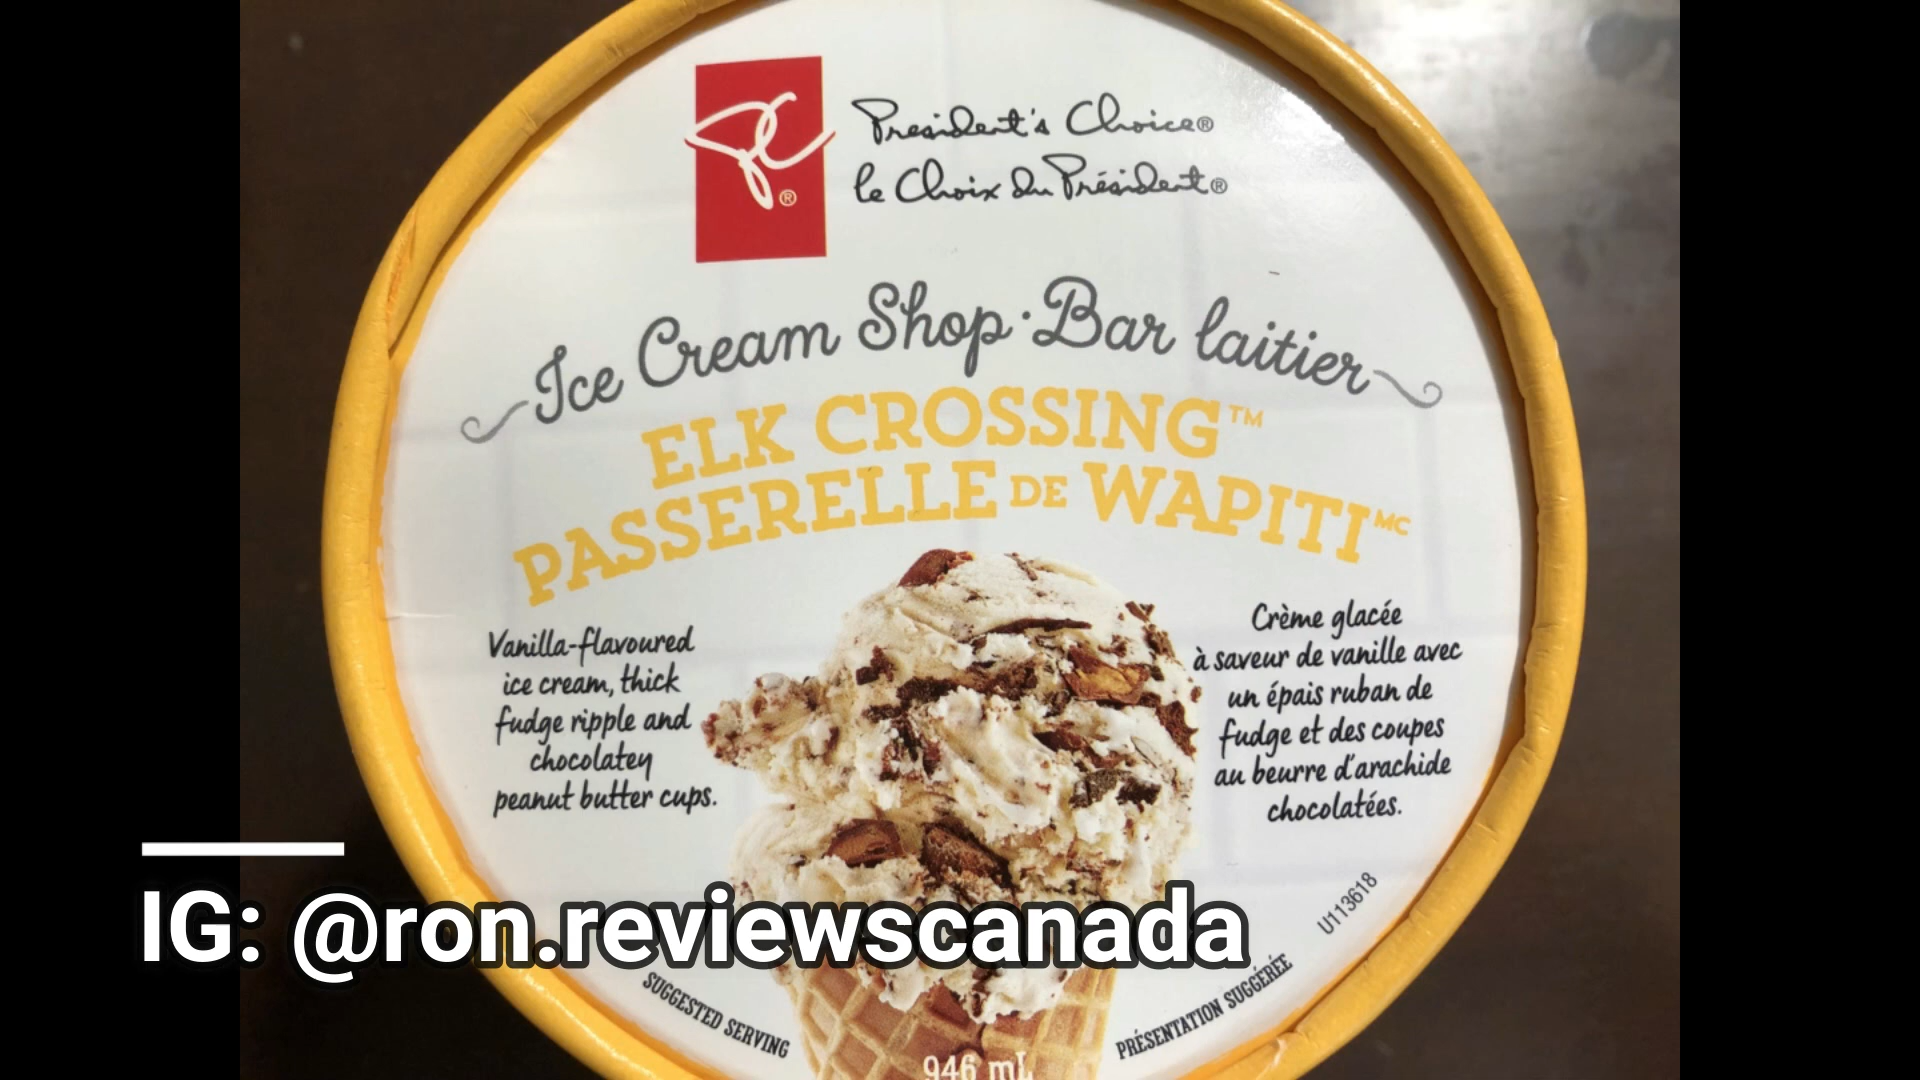 President's Choice®
le Choix du Président®
Ice Cream Shop · Bar laitier
ELK CROSSING™
PASSERELLE DE WAPITI MC
Vanilla-flavoured
ice cream, thick
fudge ripple and
chocolatey
peanut butter cups.
Crème glacée
à saveur de vanille avec
un épais ruban de
fudge et des coupes
au beurre d'arachide
chocolatées.
U113618
IG: @ron.reviewscanada
SUGGESTED SERVING
PRÉSENTATION SUGGÉRÉE
946 mL